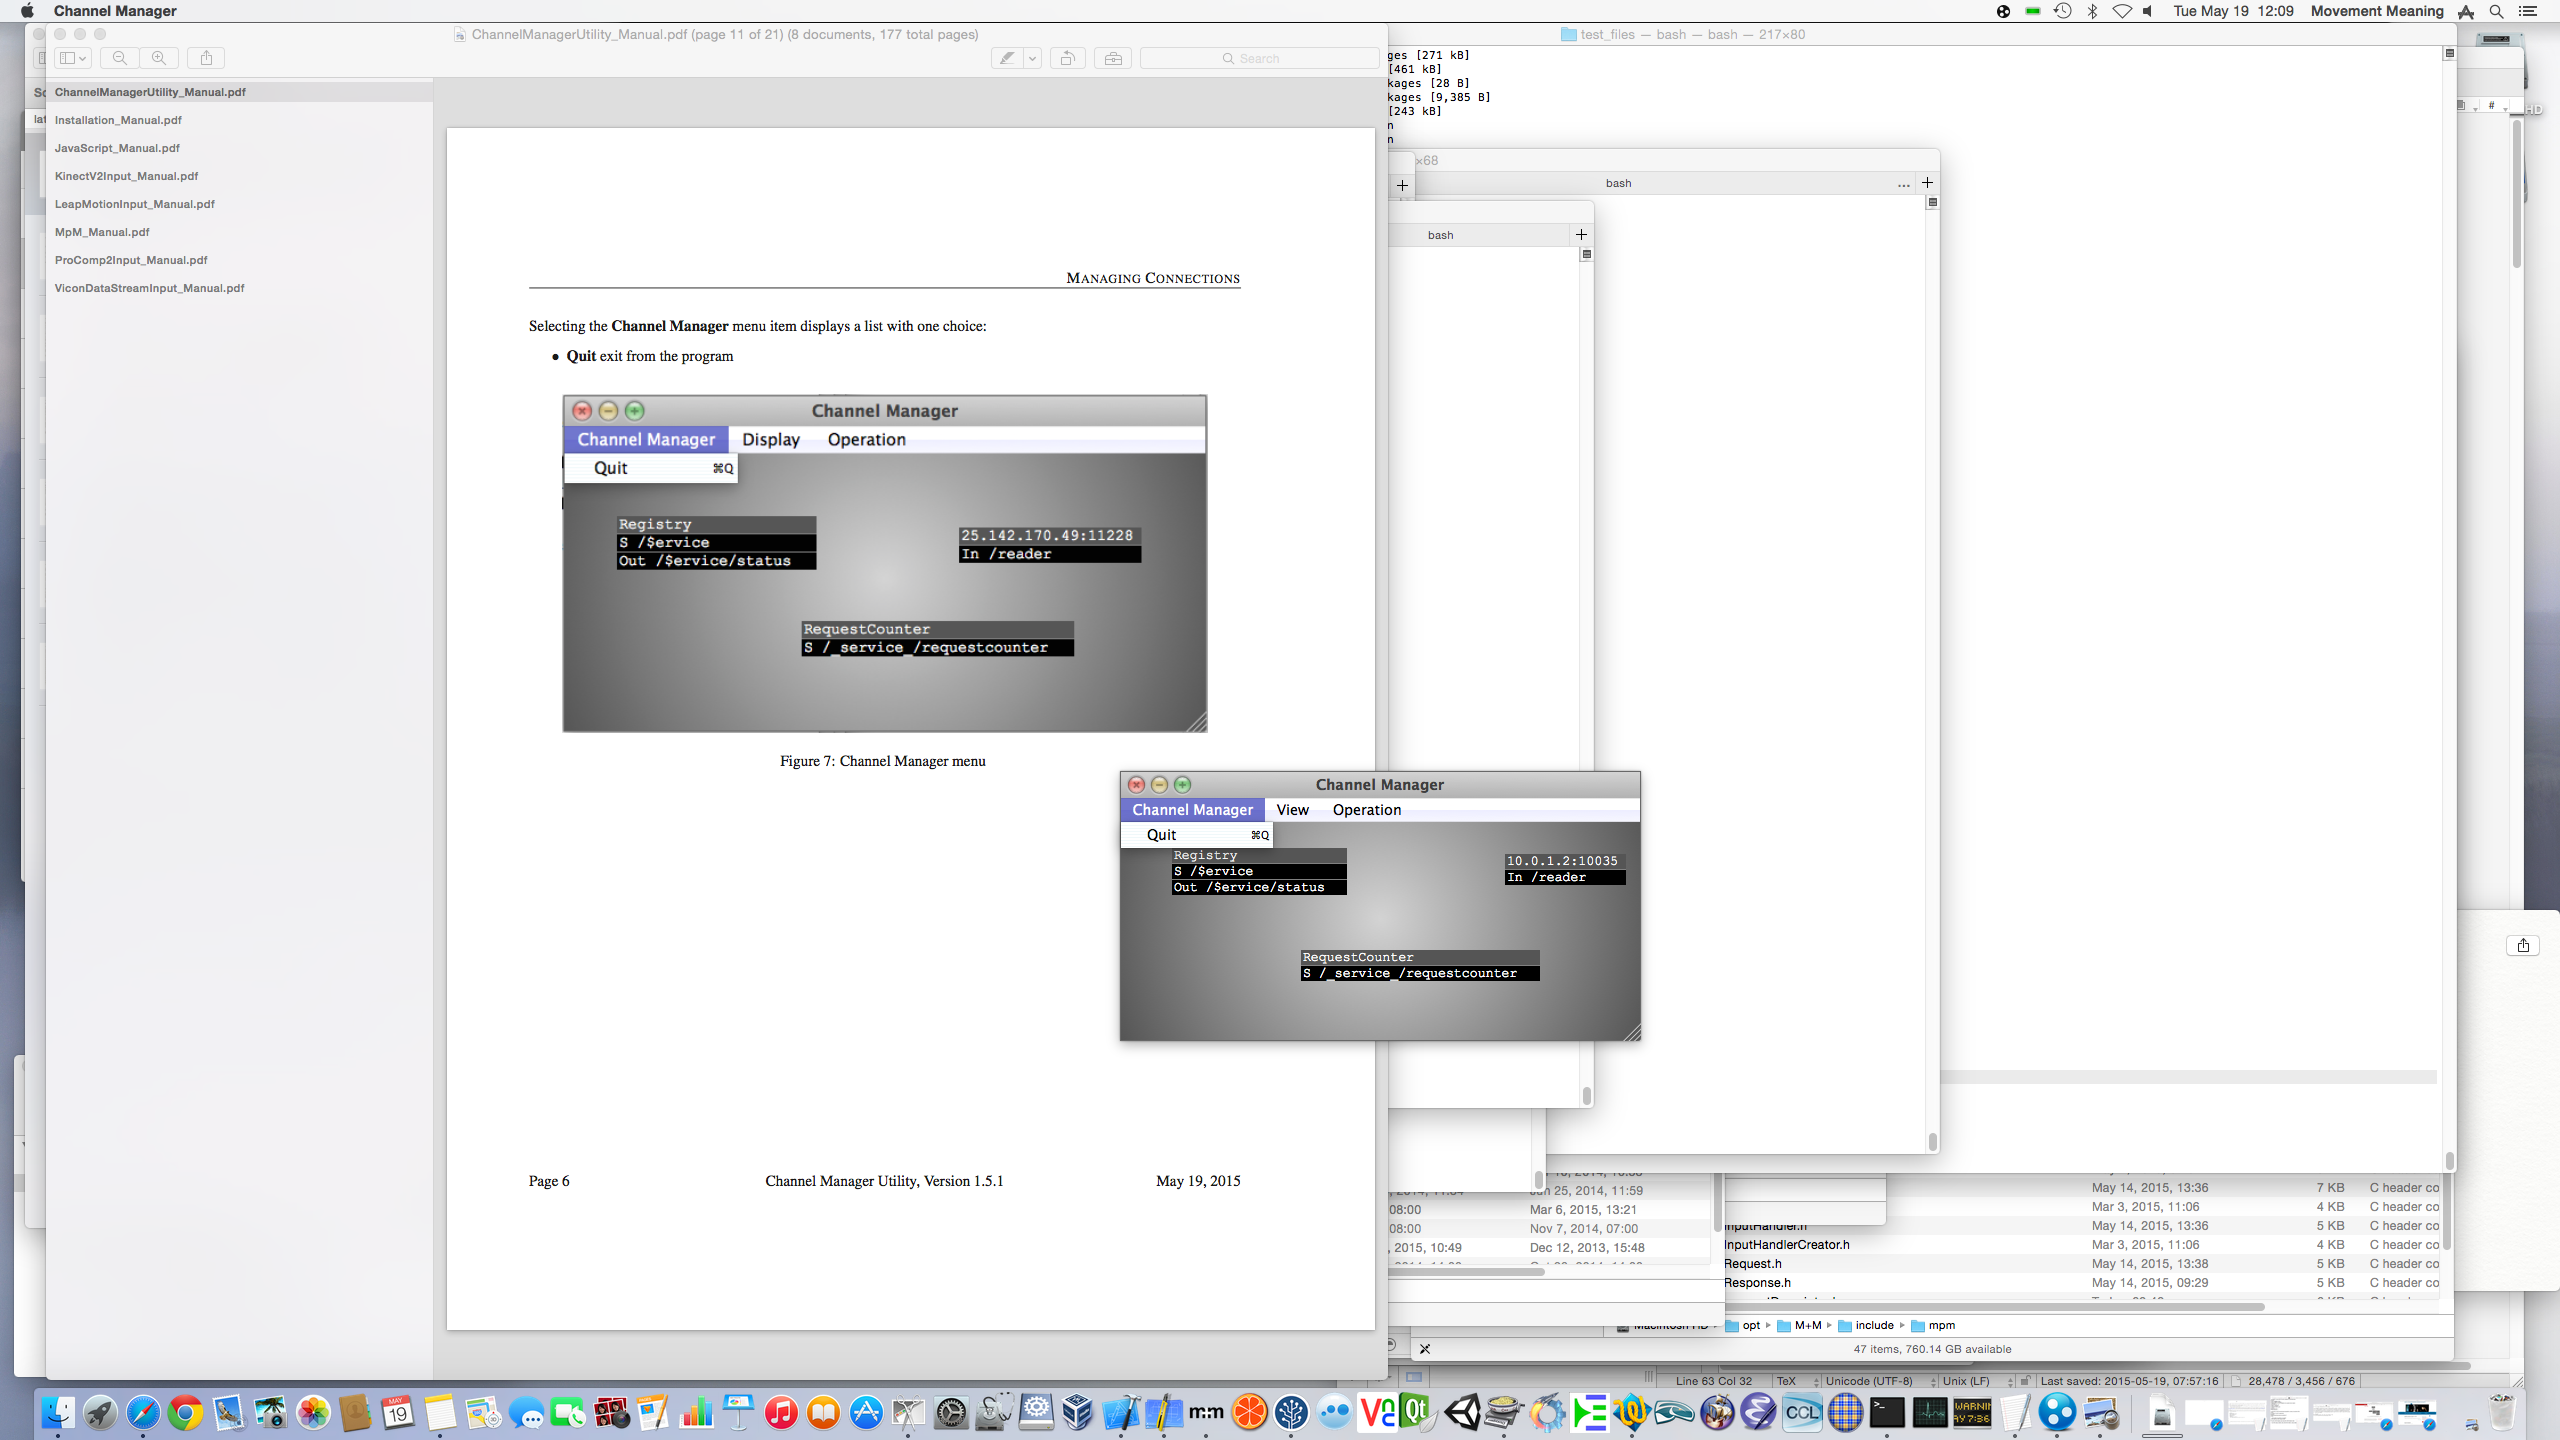 Channel Manager
Tue May 19 12:09 Movement Meaning
ChannelManagerUtility_Manual.pdf (page 11 of 21) (8 documents, 177 total pages)
Search
ChannelManagerUtility_Manual.pdf
Installation_Manual.pdf
JavaScript_Manual.pdf
KinectV2Input_Manual.pdf
LeapMotionInput_Manual.pdf
MpM_Manual.pdf
ProComp2Input_Manual.pdf
ViconDataStreamInput_Manual.pdf
MANAGING CONNECTIONS
Selecting the Channel Manager menu item displays a list with one choice:
• Quit exit from the program
Channel Manager
Channel Manager Display Operation
Quit ⌘Q
Registry
S /$ervice
Out /$ervice/status
25.142.170.49:11228
In /reader
RequestCounter
S /_service_/requestcounter
Figure 7: Channel Manager menu
Page 6 Channel Manager Utility, Version 1.5.1 May 19, 2015
Channel Manager
Channel Manager View Operation
Quit ⌘Q
Registry
S /$ervice
Out /$ervice/status
10.0.1.2:10035
In /reader
RequestCounter
S /_service_/requestcounter
test_files — bash — bash — 217×80
ges [271 kB]
[461 kB]
kages [28 B]
kages [9,385 B]
[243 kB]
n
n
×68
bash
bash
#
HD
Jun 25, 2014, 11:59
08:00 Mar 6, 2015, 13:21
08:00 Nov 7, 2014, 07:00
, 2015, 10:49 Dec 12, 2013, 15:48
May 14, 2015, 13:36 7 KB C header co
Mar 3, 2015, 11:06 4 KB C header co
InputHandler.h May 14, 2015, 13:36 5 KB C header co
InputHandlerCreator.h Mar 3, 2015, 11:06 4 KB C header co
Request.h May 14, 2015, 13:38 5 KB C header co
Response.h May 14, 2015, 09:29 5 KB C header co
Macintosh HD opt M+M include mpm
47 items, 760.14 GB available
Line 63 Col 32 TeX Unicode (UTF-8) Unix (LF) Last saved: 2015-05-19, 07:57:16 28,478 / 3,456 / 676
MAY
19
m:m
Qt
CCL